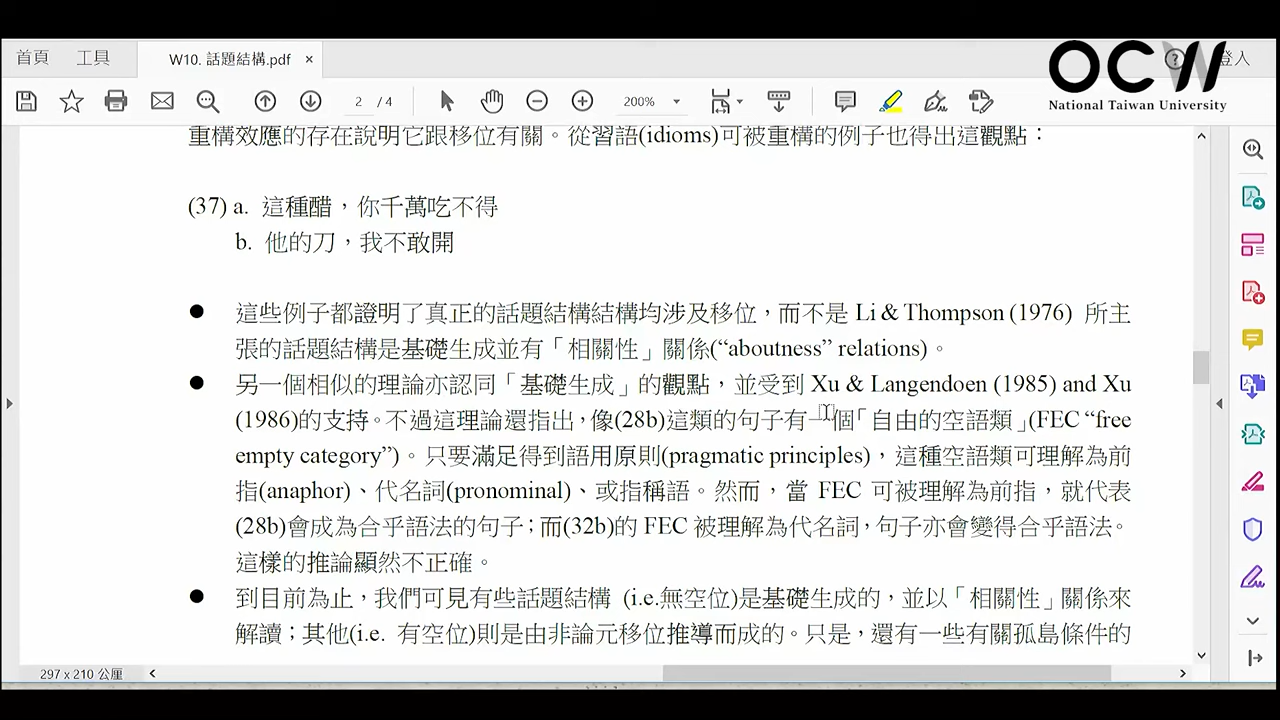 首頁 工具 W10. 話題結構.pdf ×
OCW
登入
National Taiwan University
2 / 4 200%
重構效應的存在說明它跟移位有關。從習語(idioms)可被重構的例子也得出這觀點：
(37) a. 這種醋，你千萬吃不得
b. 他的刀，我不敢開
● 這些例子都證明了真正的話題結構結構均涉及移位，而不是 Li & Thompson (1976) 所主
張的話題結構是基礎生成並有「相關性」關係(“aboutness” relations)。
● 另一個相似的理論亦認同「基礎生成」的觀點，並受到 Xu & Langendoen (1985) and Xu
(1986)的支持。不過這理論還指出，像(28b)這類的句子有一個「自由的空語類」(FEC “free
empty category”)。只要滿足得到語用原則(pragmatic principles)，這種空語類可理解為前
指(anaphor)、代名詞(pronominal)、或指稱語。然而，當 FEC 可被理解為前指，就代表
(28b)會成為合乎語法的句子；而(32b)的 FEC 被理解為代名詞，句子亦會變得合乎語法。
這樣的推論顯然不正確。
● 到目前為止，我們可見有些話題結構 (i.e.無空位)是基礎生成的，並以「相關性」關係來
解讀；其他(i.e. 有空位)則是由非論元移位推導而成的。只是，還有一些有關孤島條件的
297 x 210 公厘